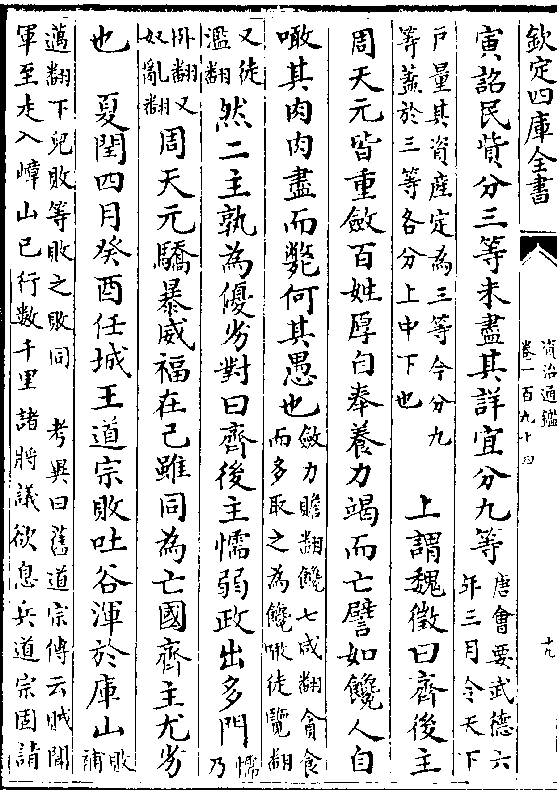 欽定四庫全書
資治通鑑
卷一百九十四
十九
寅詔民貲分三等未盡其詳宜分九等
唐會要武德六
年三月令天下
戸量其資產定為三等今分九
等葢於三等各分上中下也
上謂魏徵曰齊後主
周天元皆重斂百姓厚自奉養力竭而亡譬如饞人自
噉其肉肉盡而斃何其愚也
斂力贍翻饞七咸翻貪食
而多取之為饞噉徒覽翻
又徒
濫翻
然二主孰為優劣對曰齊後主懦弱政出多門
懦
乃
卧翻又
奴亂翻
周天元驕暴威福在己雖同為亡國齊主尤劣
也
夏閏四月癸酉任城王道宗敗吐谷渾於庫山
敗
補
邁翻下兒敗等敗之敗同
考異曰舊道宗傳云賊聞
軍至走入嶂山已行數千里諸將議欲息兵道宗固請